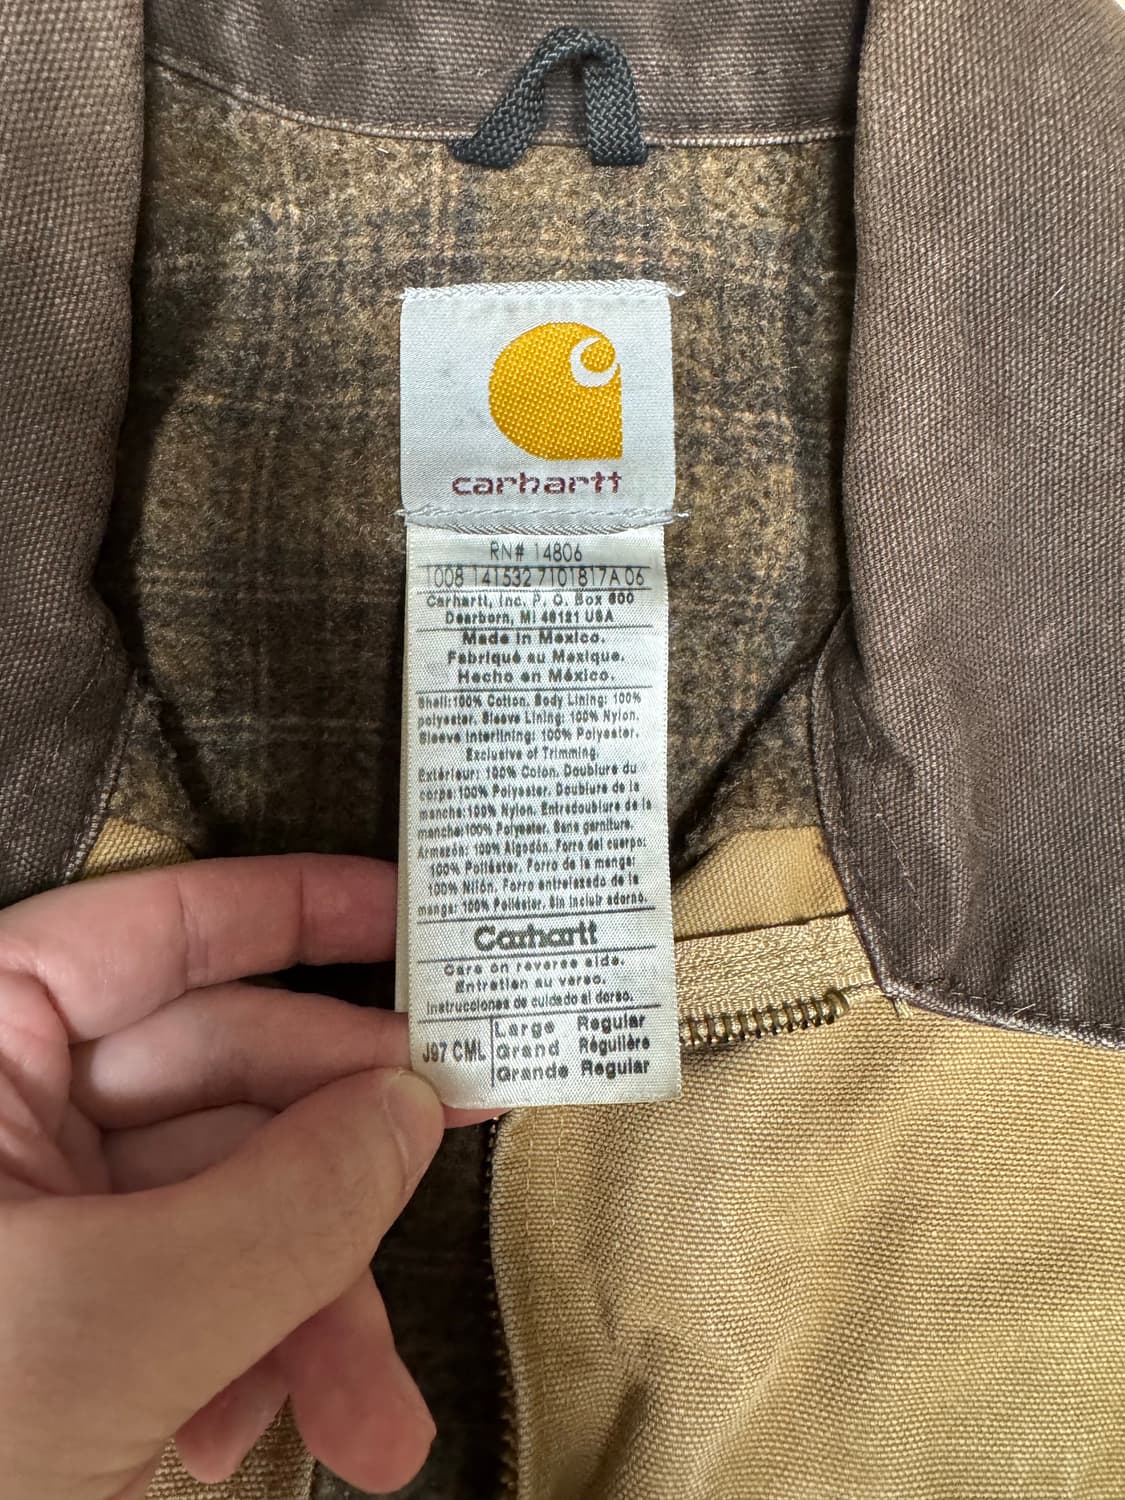 carhartt
RN# 14806
1008 141532 7101817A 06
Carhartt, Inc. P. O. Box 600
Dearborn, MI 48121 USA
Made in Mexico.
Fabriqué au Mexique.
Hecho en México.
Shell:100% Cotton. Body Lining: 100%
polyester. Sleeve Lining: 100% Nylon.
Sleeve Interlining: 100% Polyester.
Exclusive of Trimming.
Extérieur: 100% Coton. Doublure du
corps:100% Polyester. Doublure de la
manche:100% Nylon. Entredoublure de la
manche:100% Polyester. Sans garniture.
Armazón: 100% Algodón. Forro del cuerpo:
100% Poliéster. Forro de la manga:
100% Nilón. Forro entrelazado de la
manga: 100% Poliéster. Sin incluir adorno.
Carhartt
Care on reverse side.
Entretien au verso.
Instrucciones de cuidado al dorso.
J97 CML
Large Regular
Grand Régulière
Grande Regular